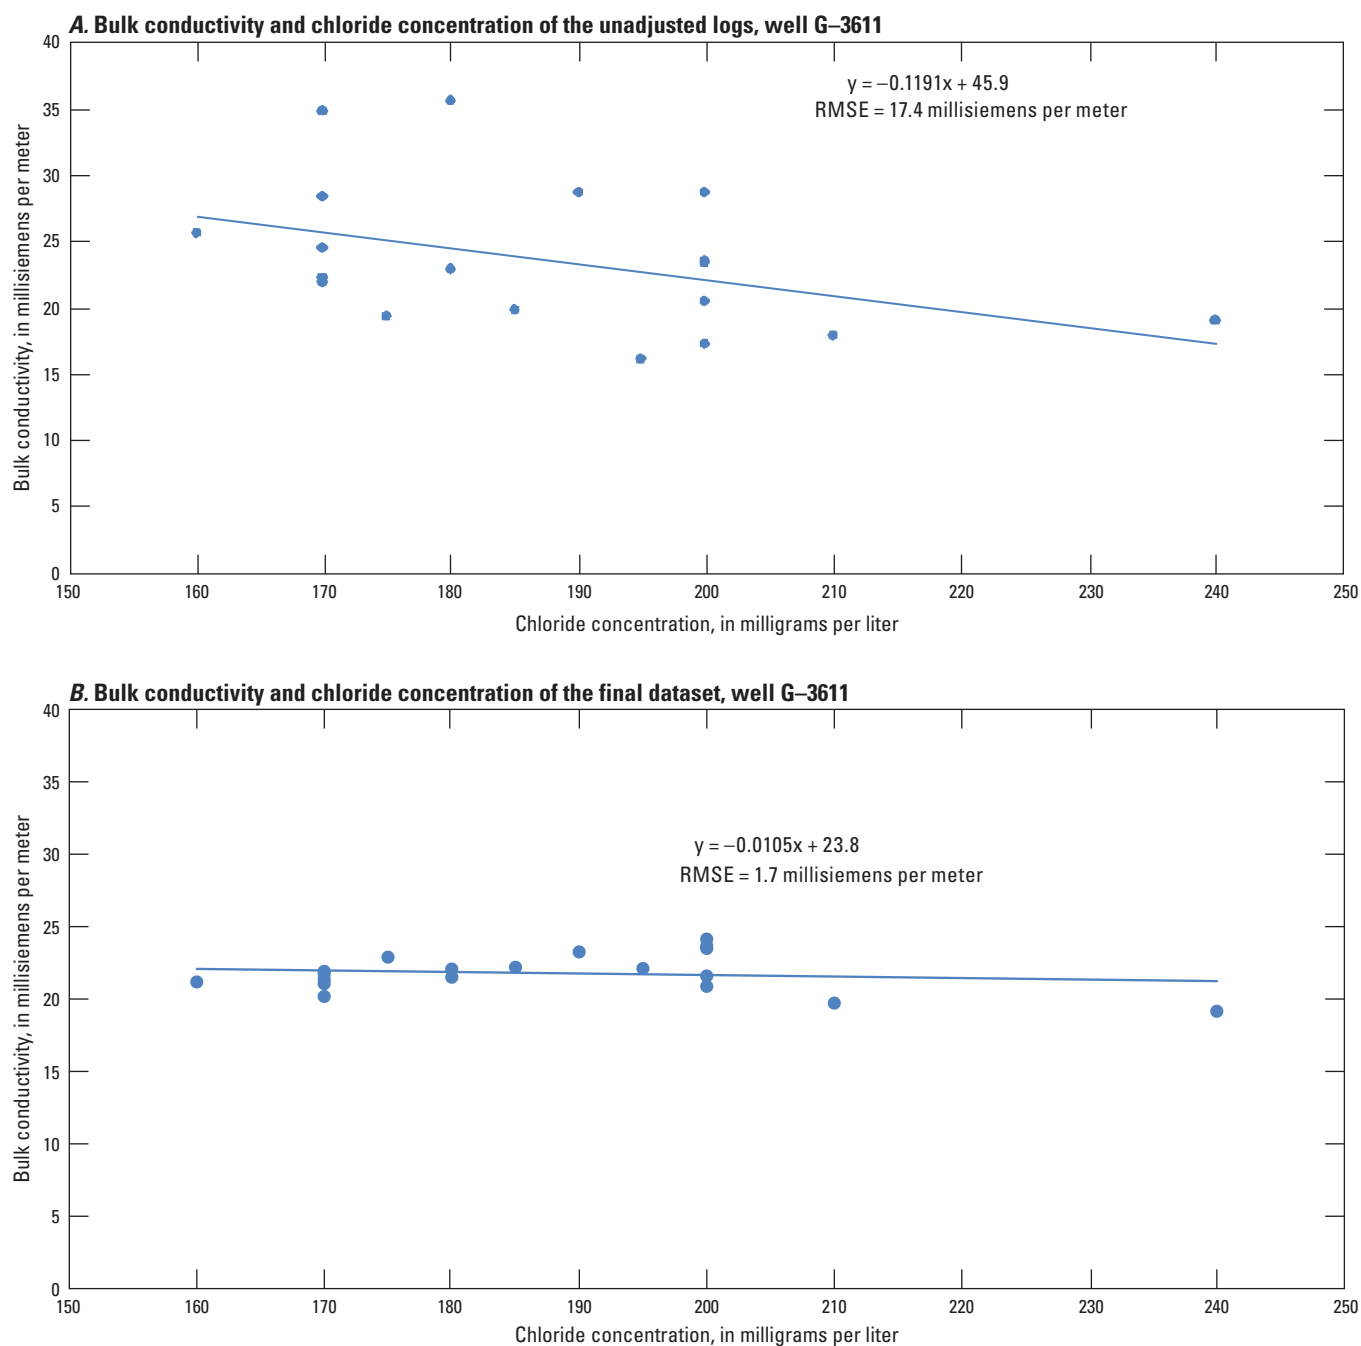 A. Bulk conductivity and chloride concentration of the unadjusted logs, well G–3611
40
35
30
25
20
15
10
5
0
Bulk conductivity, in millisiemens per meter
y = –0.1191x + 45.9
RMSE = 17.4 millisiemens per meter
150 160 170 180 190 200 210 220 230 240 250
Chloride concentration, in milligrams per liter
B. Bulk conductivity and chloride concentration of the final dataset, well G–3611
40
35
30
25
20
15
10
5
0
Bulk conductivity, in millisiemens per meter
y = –0.0105x + 23.8
RMSE = 1.7 millisiemens per meter
150 160 170 180 190 200 210 220 230 240 250
Chloride concentration, in milligrams per liter